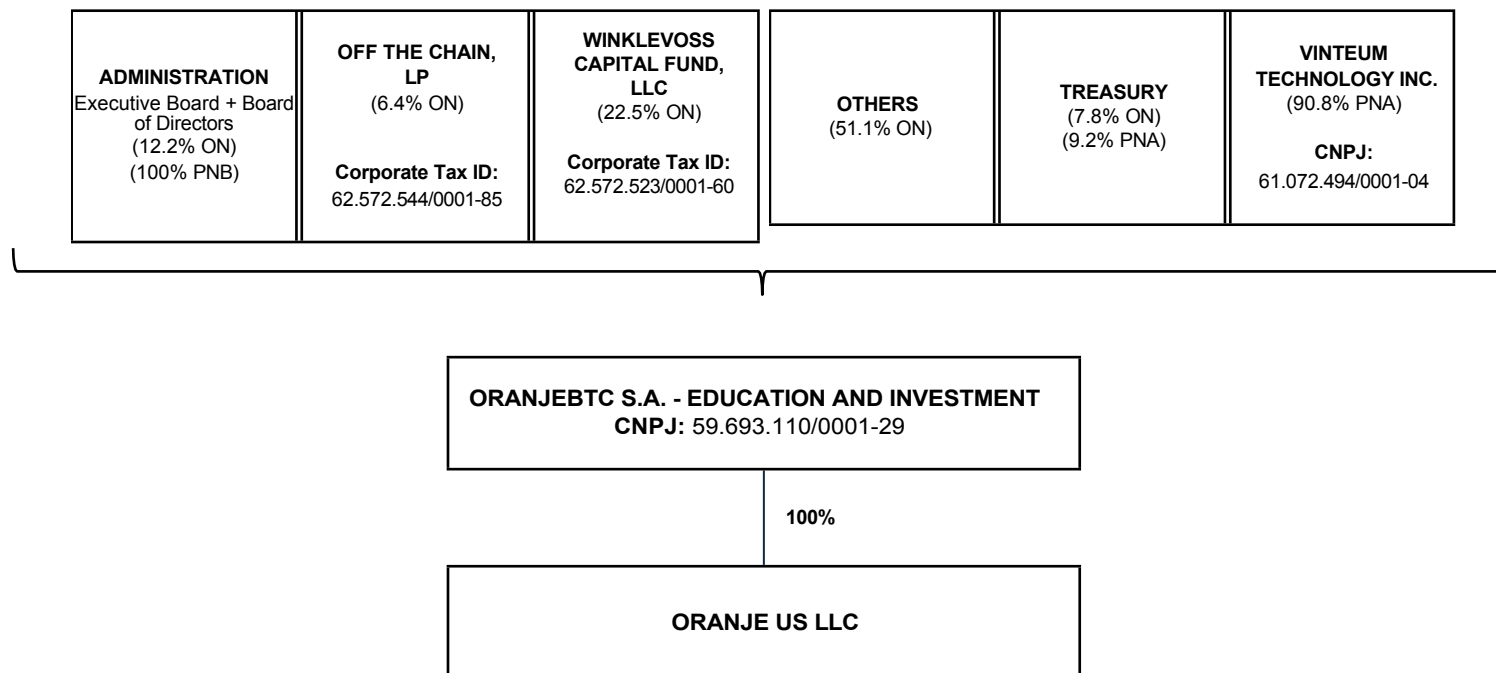 ADMINISTRATION
Executive Board + Board
of Directors
(12.2% ON)
(100% PNB)
OFF THE CHAIN,
LP
(6.4% ON)
Corporate Tax ID:
62.572.544/0001-85
WINKLEVOSS
CAPITAL FUND,
LLC
(22.5% ON)
Corporate Tax ID:
62.572.523/0001-60
OTHERS
(51.1% ON)
TREASURY
(7.8% ON)
(9.2% PNA)
VINTEUM
TECHNOLOGY INC.
(90.8% PNA)
CNPJ:
61.072.494/0001-04
ORANJEBTC S.A. - EDUCATION AND INVESTMENT
CNPJ: 59.693.110/0001-29
100%
ORANJE US LLC